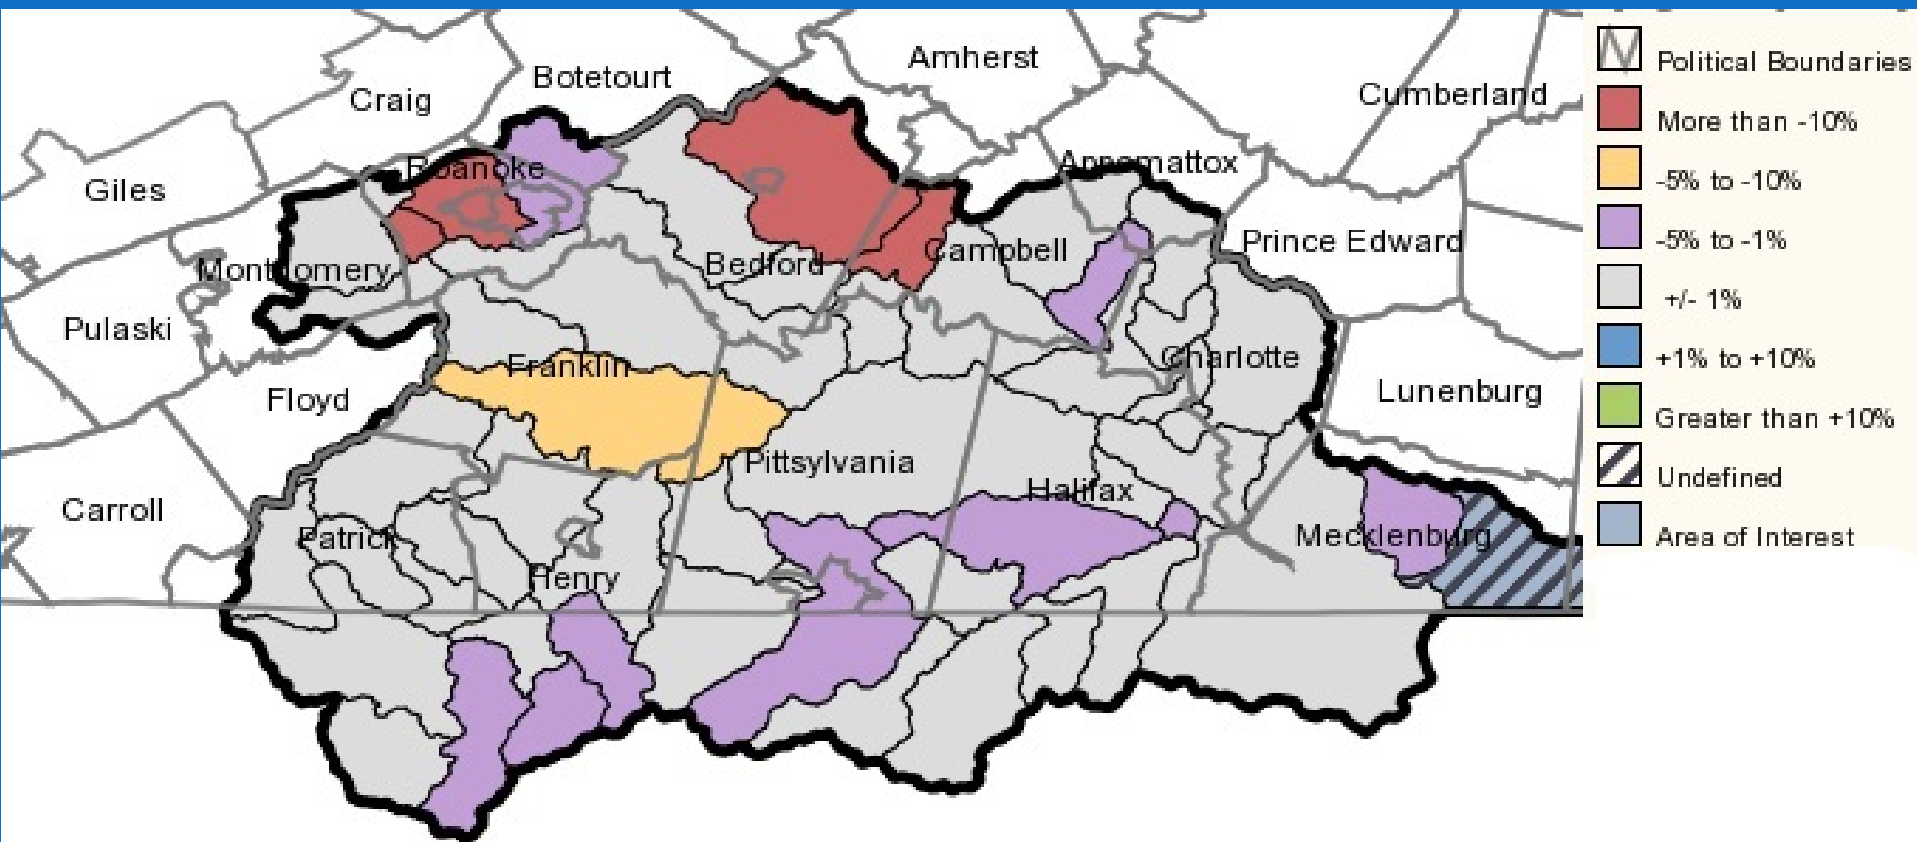 Amherst
Botetourt
Craig
Cumberland
Roanoke
Appomattox
Giles
Campbell
Prince Edward
Bedford
Montgomery
Pulaski
Franklin
Charlotte
Floyd
Lunenburg
Pittsylvania
Halifax
Carroll
Patrick
Mecklenburg
Henry
Political Boundaries
More than -10%
-5% to -10%
-5% to -1%
+/- 1%
+1% to +10%
Greater than +10%
Undefined
Area of Interest